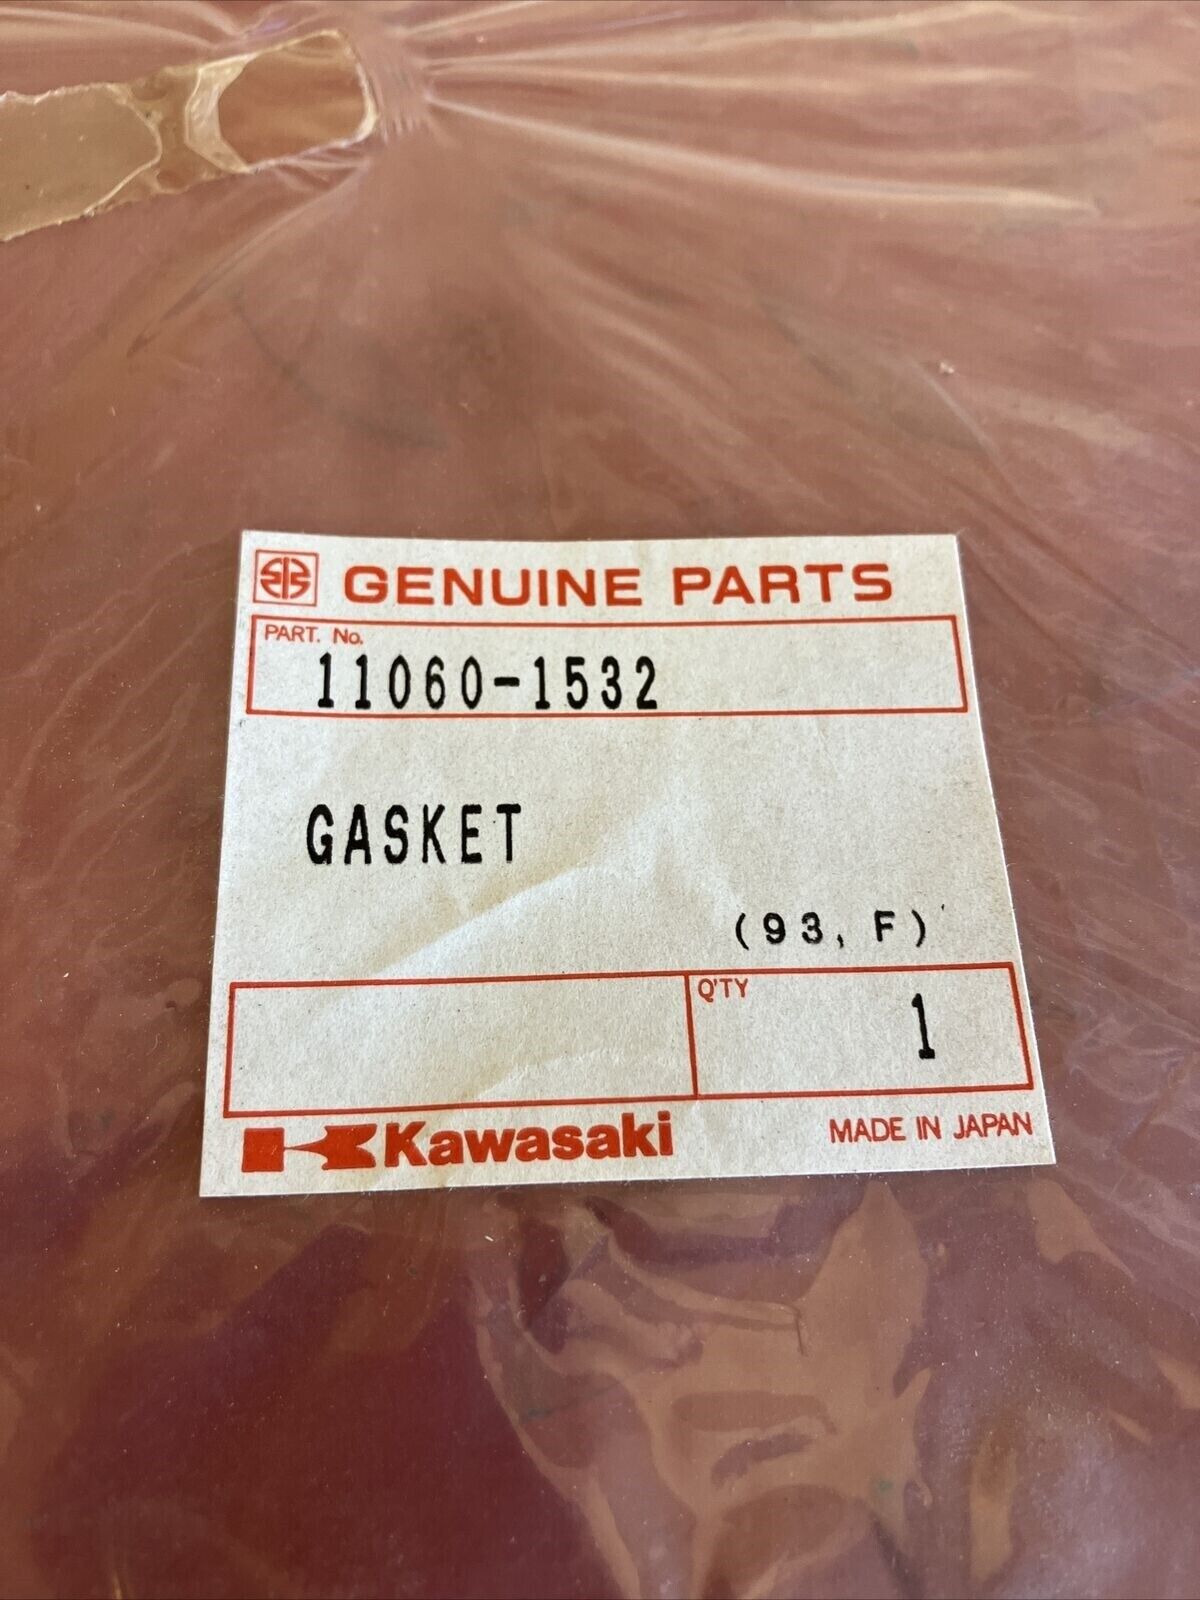 GENUINE PARTS
PART. No.
11060-1532
GASKET
(93, F)
Q'TY
1
Kawasaki
MADE IN JAPAN